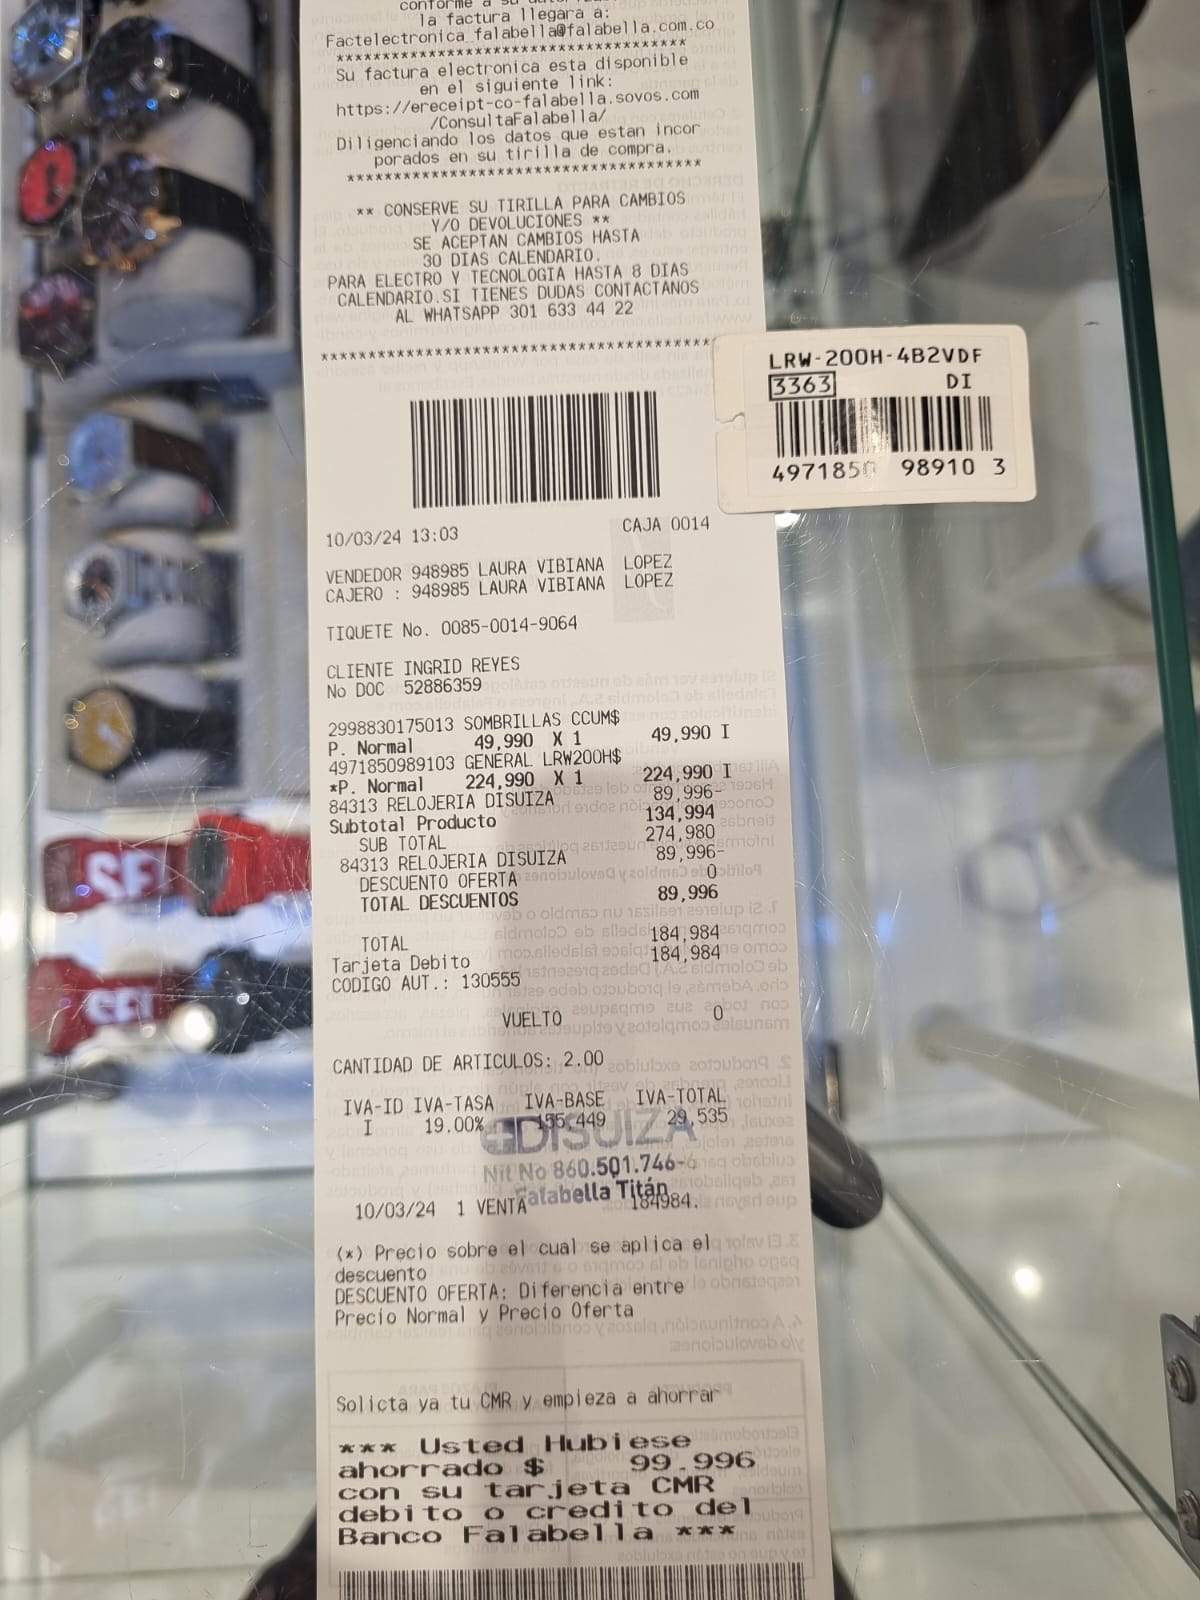 conforme a su
la factura llegara a:
Factelectronica_falabella@falabella.com.co
****************************************
Su factura electronica esta disponible
en el siguiente link:
https://ereceipt-co-falabella.sovos.com
/ConsultaFalabella/
Diligenciando los datos que estan incor
porados en su tirilla de compra.
****************************************
** CONSERVE SU TIRILLA PARA CAMBIOS
Y/O DEVOLUCIONES **
SE ACEPTAN CAMBIOS HASTA
30 DIAS CALENDARIO.
PARA ELECTRO Y TECNOLOGIA HASTA 8 DIAS
CALENDARIO.SI TIENES DUDAS CONTACTANOS
AL WHATSAPP 301 633 44 22
****************************************
LRW-200H-4B2VDF
3363 DI
4971850 98910 3
10/03/24 13:03 CAJA 0014
VENDEDOR 948985 LAURA VIBIANA LOPEZ
CAJERO : 948985 LAURA VIBIANA LOPEZ
TIQUETE No. 0085-0014-9064
CLIENTE INGRID REYES
No DOC 52886359
2998830175013 SOMBRILLAS CCUM$
P. Normal 49,990 X 1 49,990 I
4971850989103 GENERAL LRW200H$
*P. Normal 224,990 X 1 224,990 I
84313 RELOJERIA DISUIZA 89,996-
Subtotal Producto 134,994
SUB TOTAL 274,980
84313 RELOJERIA DISUIZA 89,996-
DESCUENTO OFERTA 0
TOTAL DESCUENTOS 89,996
TOTAL 184,984
Tarjeta Debito 184,984
CODIGO AUT.: 130555
VUELTO 0
CANTIDAD DE ARTICULOS: 2.00
IVA-ID IVA-TASA IVA-BASE IVA-TOTAL
I 19.00% 155,449 29,535
DISUIZA
Nit No 860.501.746-6
Falabella Titán
10/03/24 1 VENTA 184984.
(*) Precio sobre el cual se aplica el
descuento
DESCUENTO OFERTA: Diferencia entre
Precio Normal y Precio Oferta
Solicta ya tu CMR y empieza a ahorrar
*** Usted Hubiese
ahorrado $ 99.996
con su tarjeta CMR
debito o credito del
Banco Falabella ***